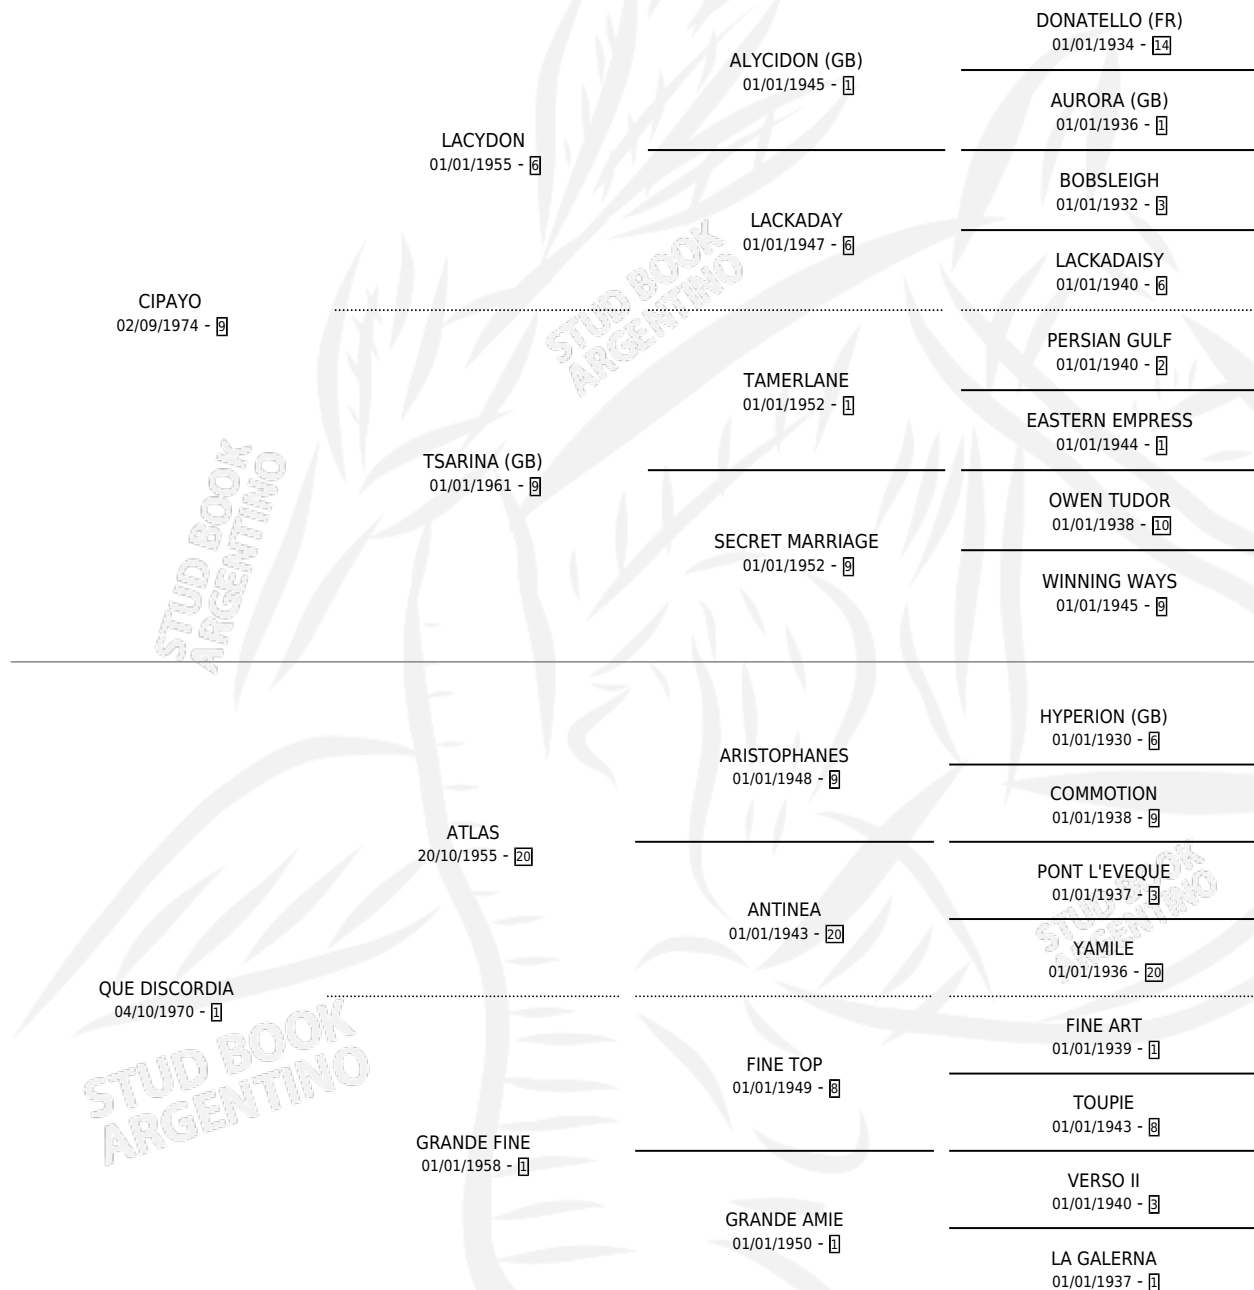 DONATELLO (FR)
01/01/1934 - 14
ALYCIDON (GB)
01/01/1945 - 1
AURORA (GB)
01/01/1936 - 1
LACYDON
01/01/1955 - 6
BOBSLEIGH
01/01/1932 - 3
LACKADAY
01/01/1947 - 6
LACKADAISY
01/01/1940 - 6
CIPAYO
02/09/1974 - 9
PERSIAN GULF
01/01/1940 - 2
TAMERLANE
01/01/1952 - 1
EASTERN EMPRESS
01/01/1944 - 1
TSARINA (GB)
01/01/1961 - 9
OWEN TUDOR
01/01/1938 - 10
SECRET MARRIAGE
01/01/1952 - 9
WINNING WAYS
01/01/1945 - 9
HYPERION (GB)
01/01/1930 - 6
ARISTOPHANES
01/01/1948 - 9
COMMOTION
01/01/1938 - 9
ATLAS
20/10/1955 - 20
PONT L'EVEQUE
01/01/1937 - 3
ANTINEA
01/01/1943 - 20
YAMILE
01/01/1936 - 20
QUE DISCORDIA
04/10/1970 - 1
FINE ART
01/01/1939 - 1
FINE TOP
01/01/1949 - 8
TOUPIE
01/01/1943 - 8
GRANDE FINE
01/01/1958 - 1
VERSO II
01/01/1940 - 3
GRANDE AMIE
01/01/1950 - 1
LA GALERNA
01/01/1937 - 1
STUD BOOK
ARGENTINO
STUD BOOK
ARGENTINO
STUD BOOK
ARGENTINO
STUD BOOK
ARGENTINO